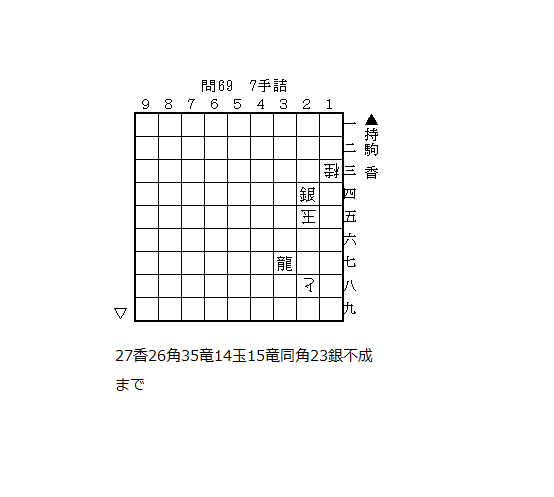 問69 7手詰
9 8 7 6 5 4 3 2 1
▲持駒 香
一
二
三 桂
四 銀
五 玉
六
七 龍
八 と
九
▽
27香26角35竜14玉15竜同角23銀不成
まで